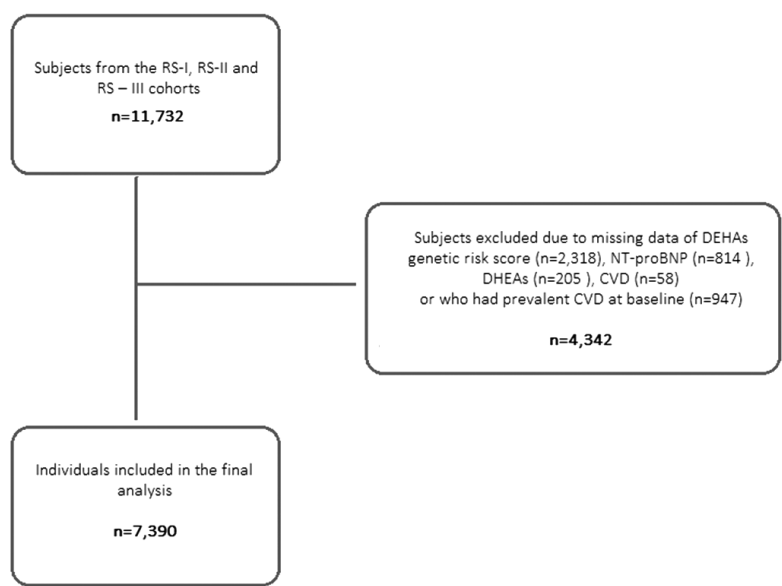 Subjects from the RS-I, RS-II and
RS – III cohorts
n=11,732
Subjects excluded due to missing data of DEHAs
genetic risk score (n=2,318), NT-proBNP (n=814 ),
DHEAs (n=205 ), CVD (n=58)
or who had prevalent CVD at baseline (n=947)
n=4,342
Individuals included in the final
analysis
n=7,390